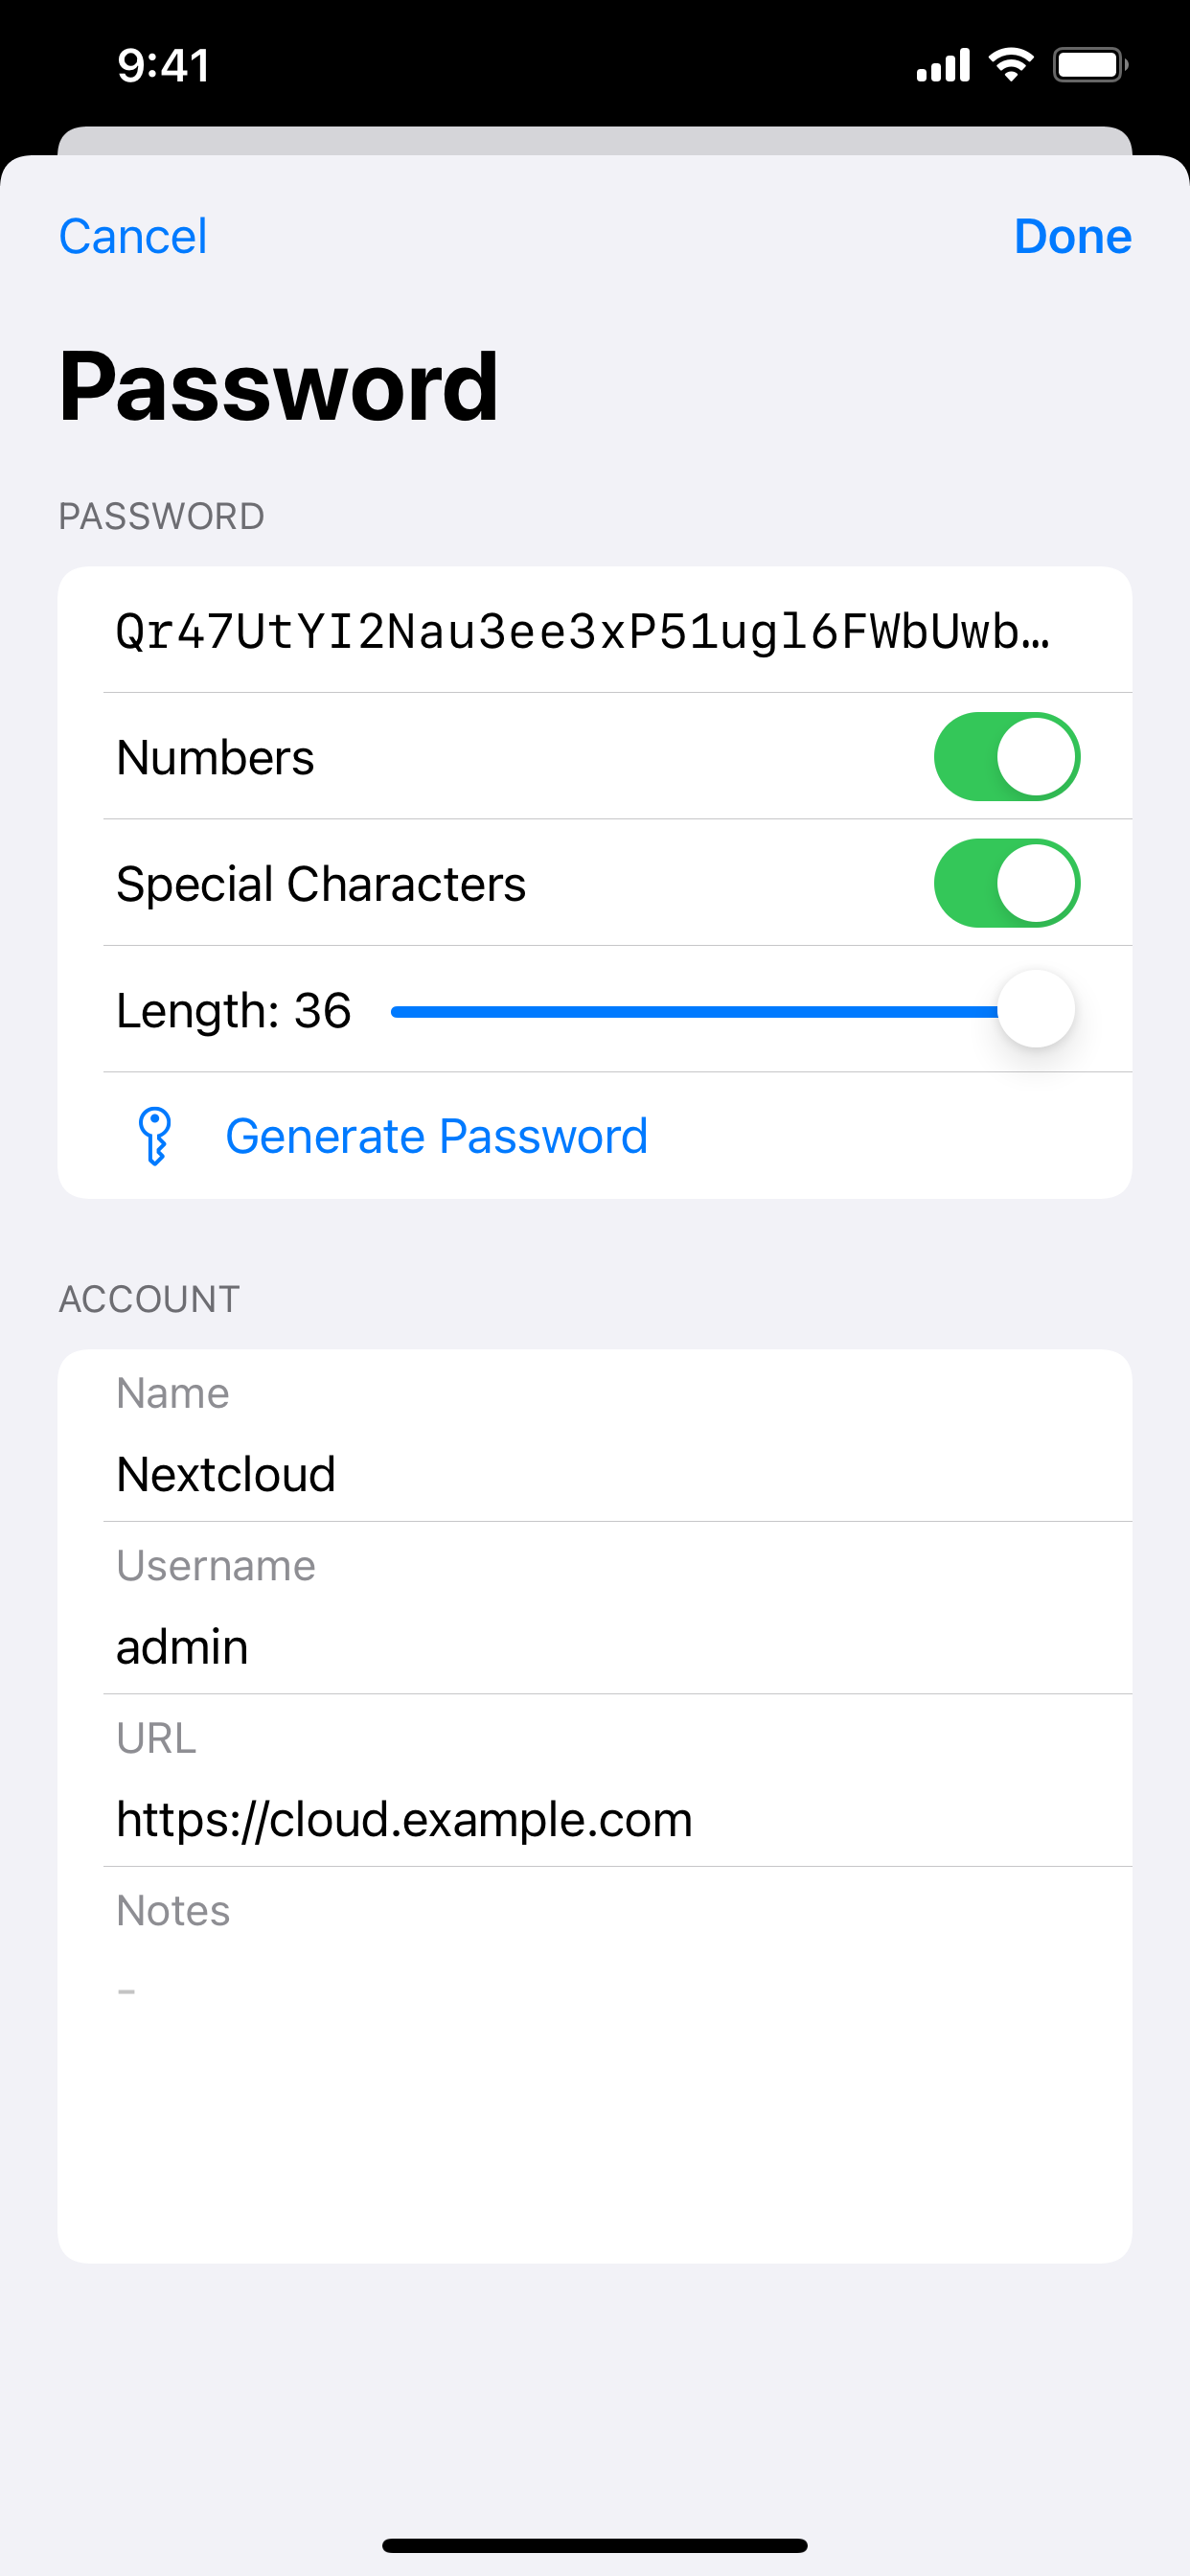 9:41
Cancel
Done
Password
PASSWORD
Qr47UtYI2Nau3ee3xP51ugl6FWbUwb…
Numbers
Special Characters
Length: 36
Generate Password
ACCOUNT
Name
Nextcloud
Username
admin
URL
https://cloud.example.com
Notes
-